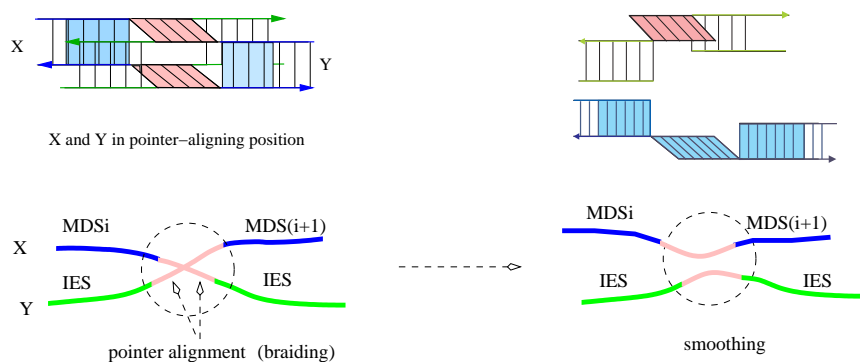 X
Y
X and Y in pointer−aligning position
MDSi
MDS(i+1)
X
IES
IES
Y
pointer alignment (braiding)
MDSi
MDS(i+1)
IES
IES
smoothing